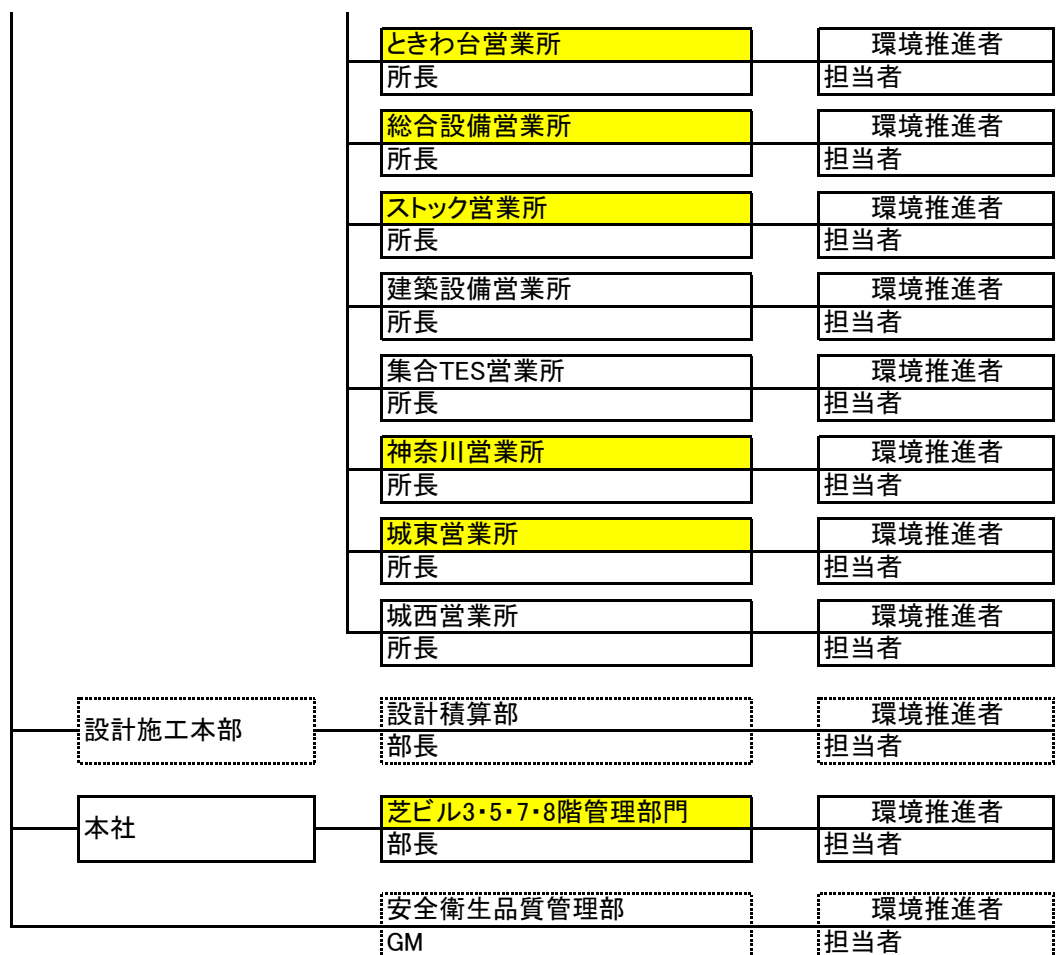 ときわ台営業所 環境推進者
所長 担当者
総合設備営業所 環境推進者
所長 担当者
ストック営業所 環境推進者
所長 担当者
建築設備営業所 環境推進者
所長 担当者
集合TES営業所 環境推進者
所長 担当者
神奈川営業所 環境推進者
所長 担当者
城東営業所 環境推進者
所長 担当者
城西営業所 環境推進者
所長 担当者
設計施工本部
設計積算部 環境推進者
部長 担当者
本社
芝ビル3・5・7・8階管理部門 環境推進者
部長 担当者
安全衛生品質管理部 環境推進者
GM 担当者